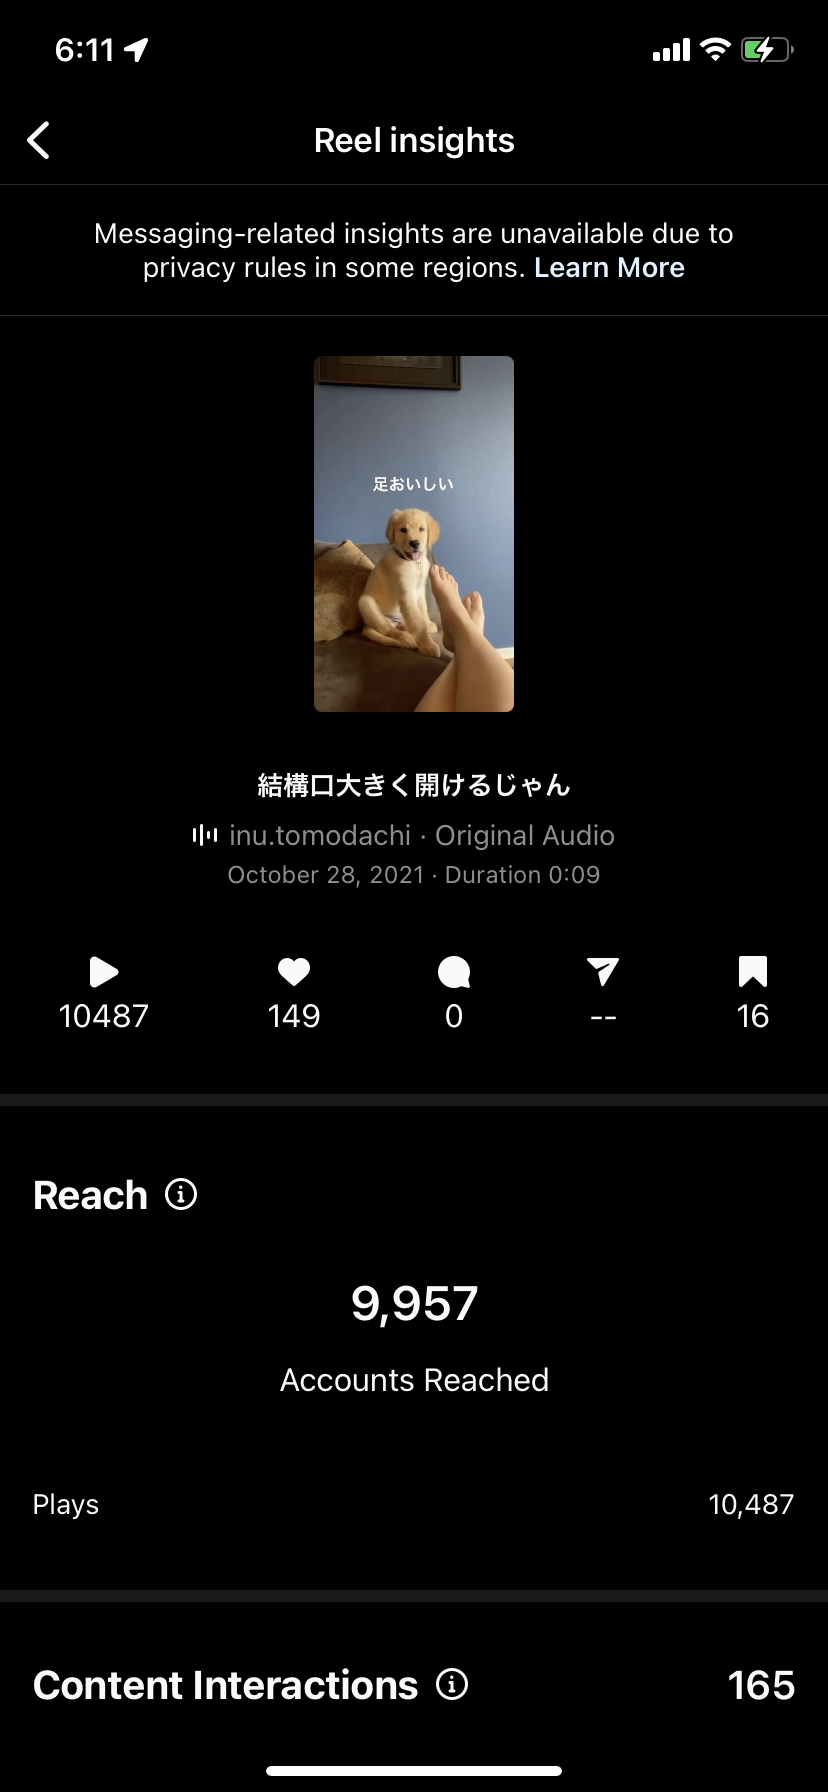 6:11
Reel insights
Messaging-related insights are unavailable due to
privacy rules in some regions. Learn More
足おいしい
結構口大きく開けるじゃん
inu.tomodachi · Original Audio
October 28, 2021 · Duration 0:09
10487 149 0 -- 16
Reach
9,957
Accounts Reached
Plays 10,487
Content Interactions 165